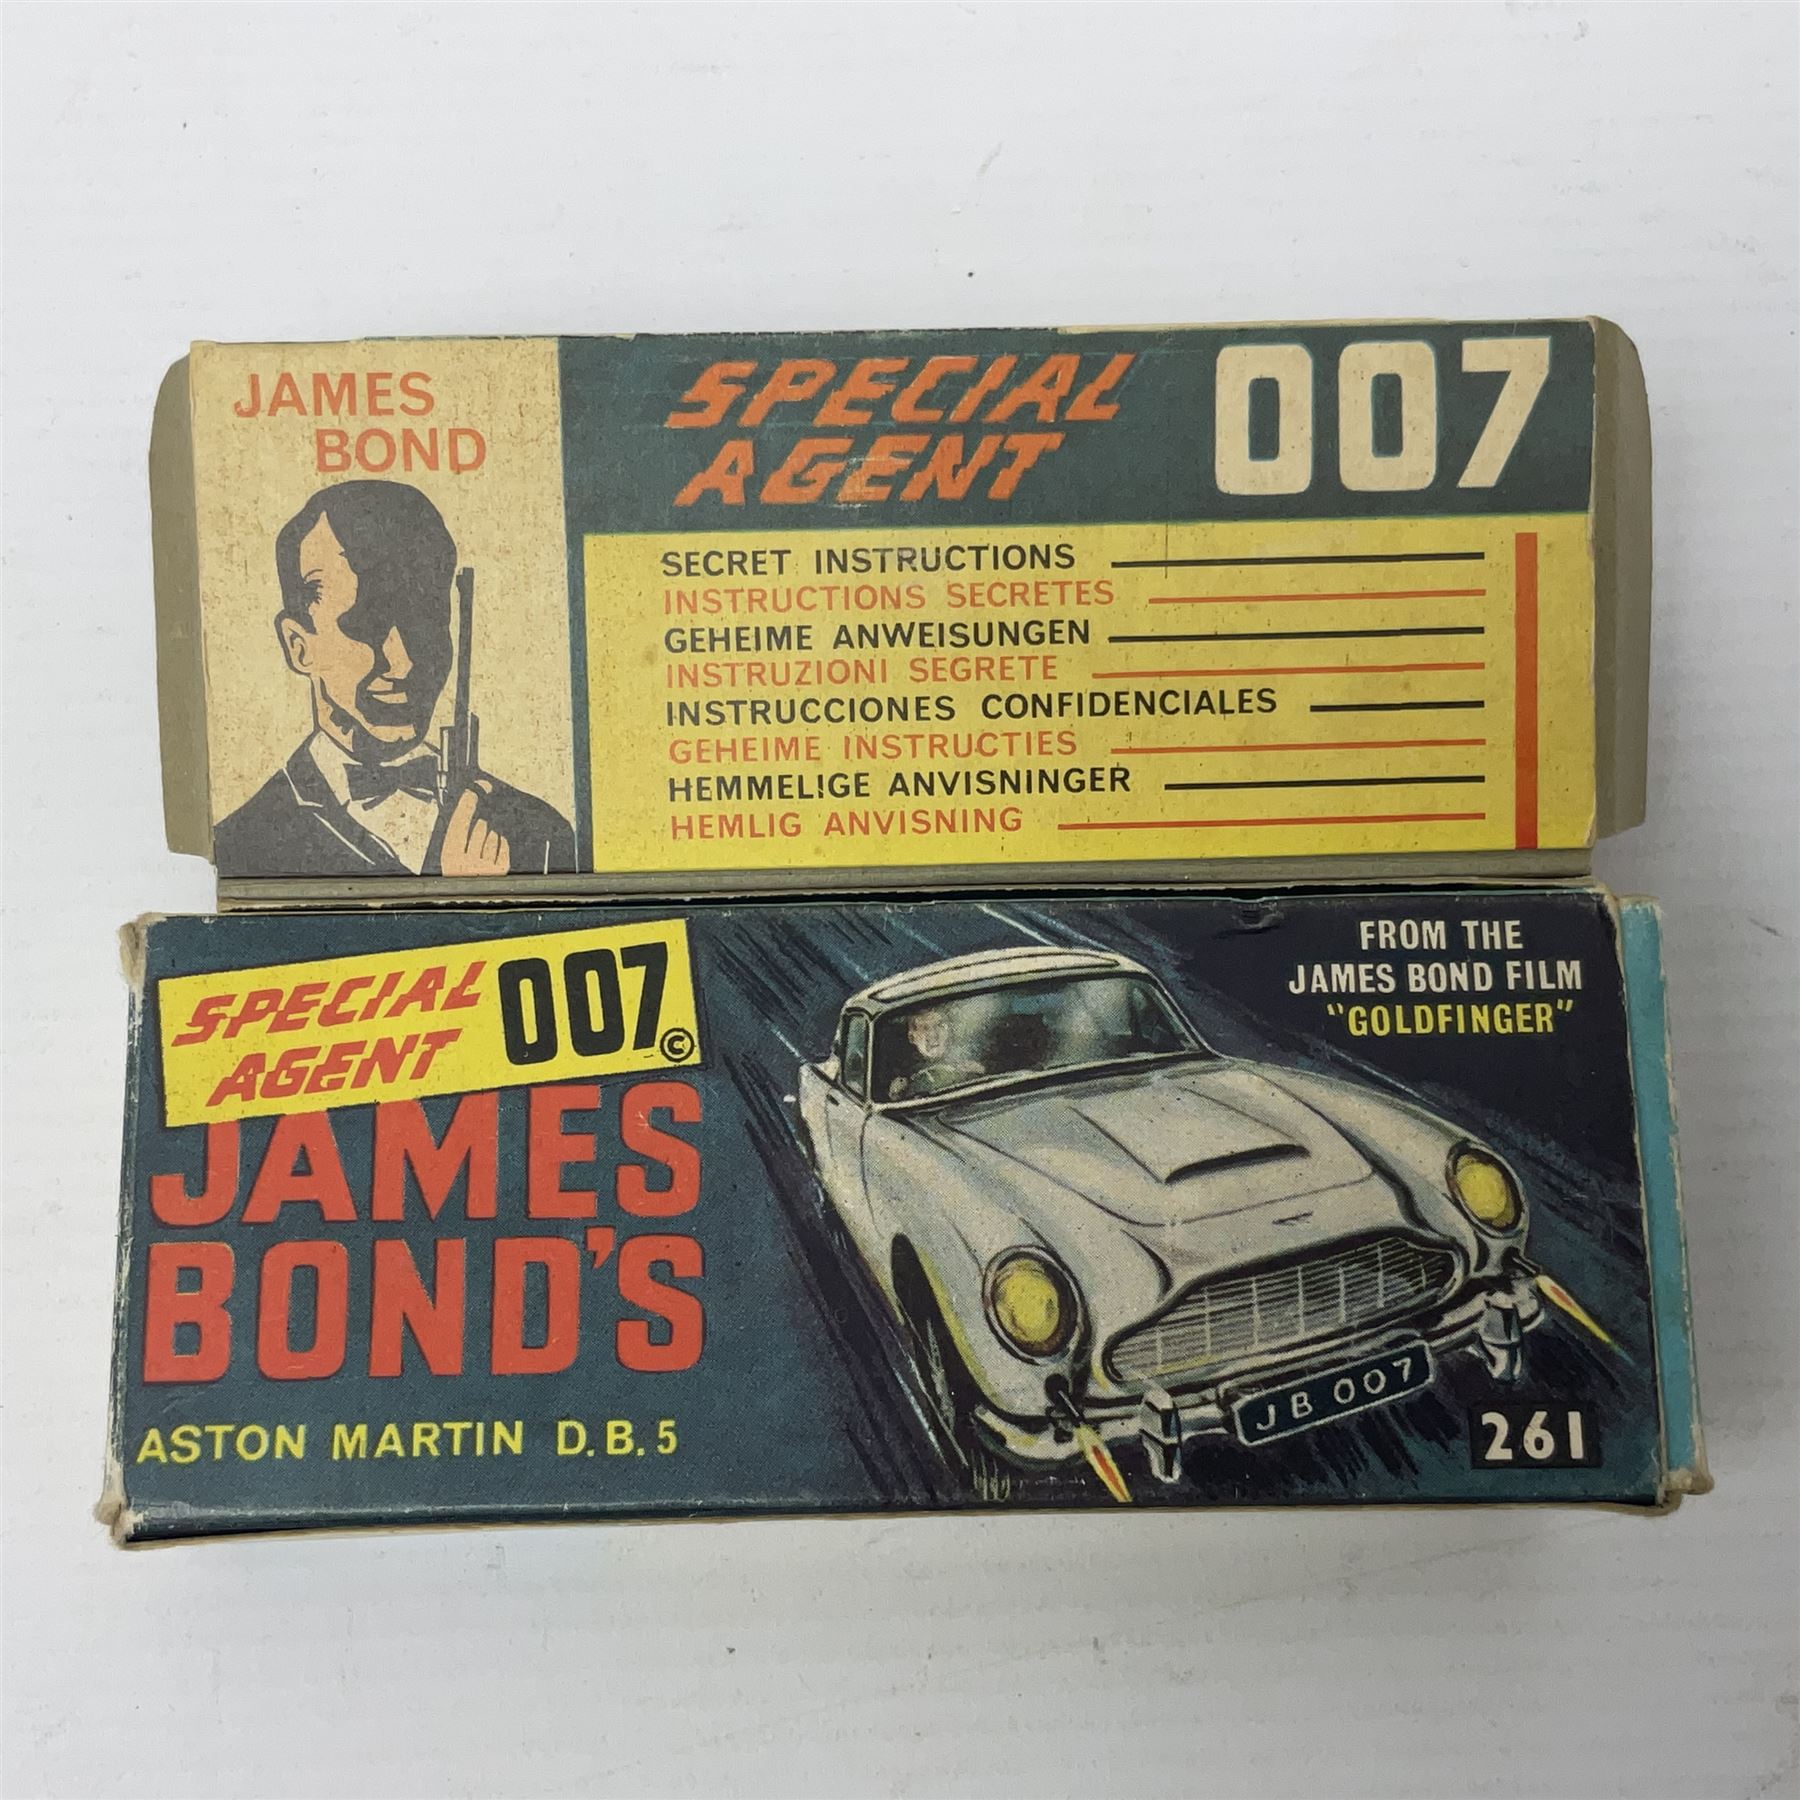 JAMES
BOND
SPECIAL
AGENT
007
SECRET INSTRUCTIONS
INSTRUCTIONS SECRETES
GEHEIME ANWEISUNGEN
INSTRUZIONI SEGRETE
INSTRUCCIONES CONFIDENCIALES
GEHEIME INSTRUCTIES
HEMMELIGE ANVISNINGER
HEMLIG ANVISNING
SPECIAL
AGENT
007©
JAMES
BOND'S
ASTON MARTIN D.B.5
FROM THE
JAMES BOND FILM
"GOLDFINGER"
JB 007
261